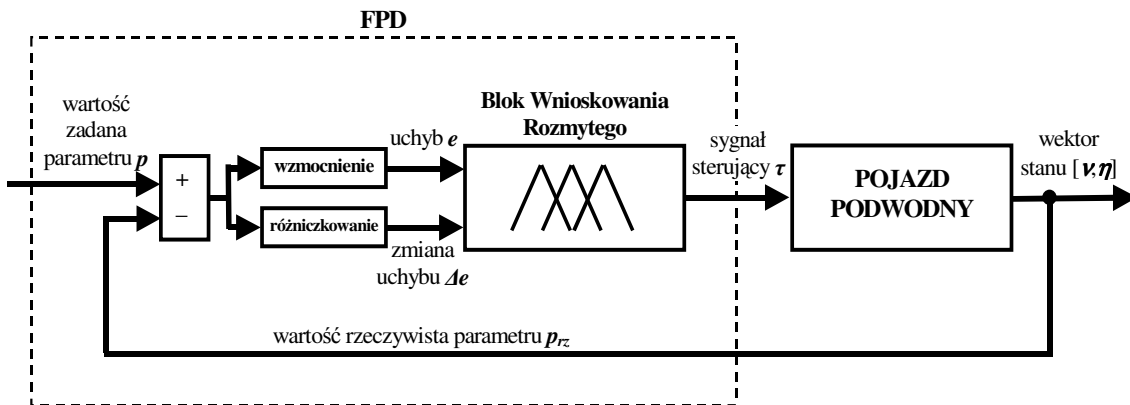 FPD
wartość
zadana
parametru p
+
−
wzmocnienie
różniczkowanie
uchyb e
zmiana
uchybu Δe
Blok Wnioskowania
Rozmytego
sygnał
sterujący τ
POJAZD
PODWODNY
wektor
stanu [ν,η]
wartość rzeczywista parametru prz